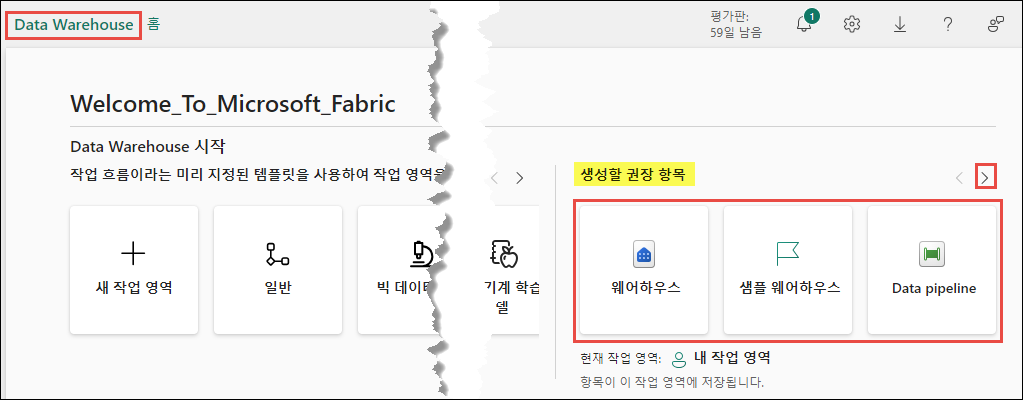 Data Warehouse 홈
평가판:
59일 남음
1
Welcome_To_Microsoft_Fabric
Data Warehouse 시작
작업 흐름이라는 미리 지정된 템플릿을 사용하여 작업 영역을
새 작업 영역
일반
빅 데이터
기계 학습
델
생성할 권장 항목
웨어하우스
샘플 웨어하우스
Data pipeline
현재 작업 영역: 내 작업 영역
항목이 이 작업 영역에 저장됩니다.